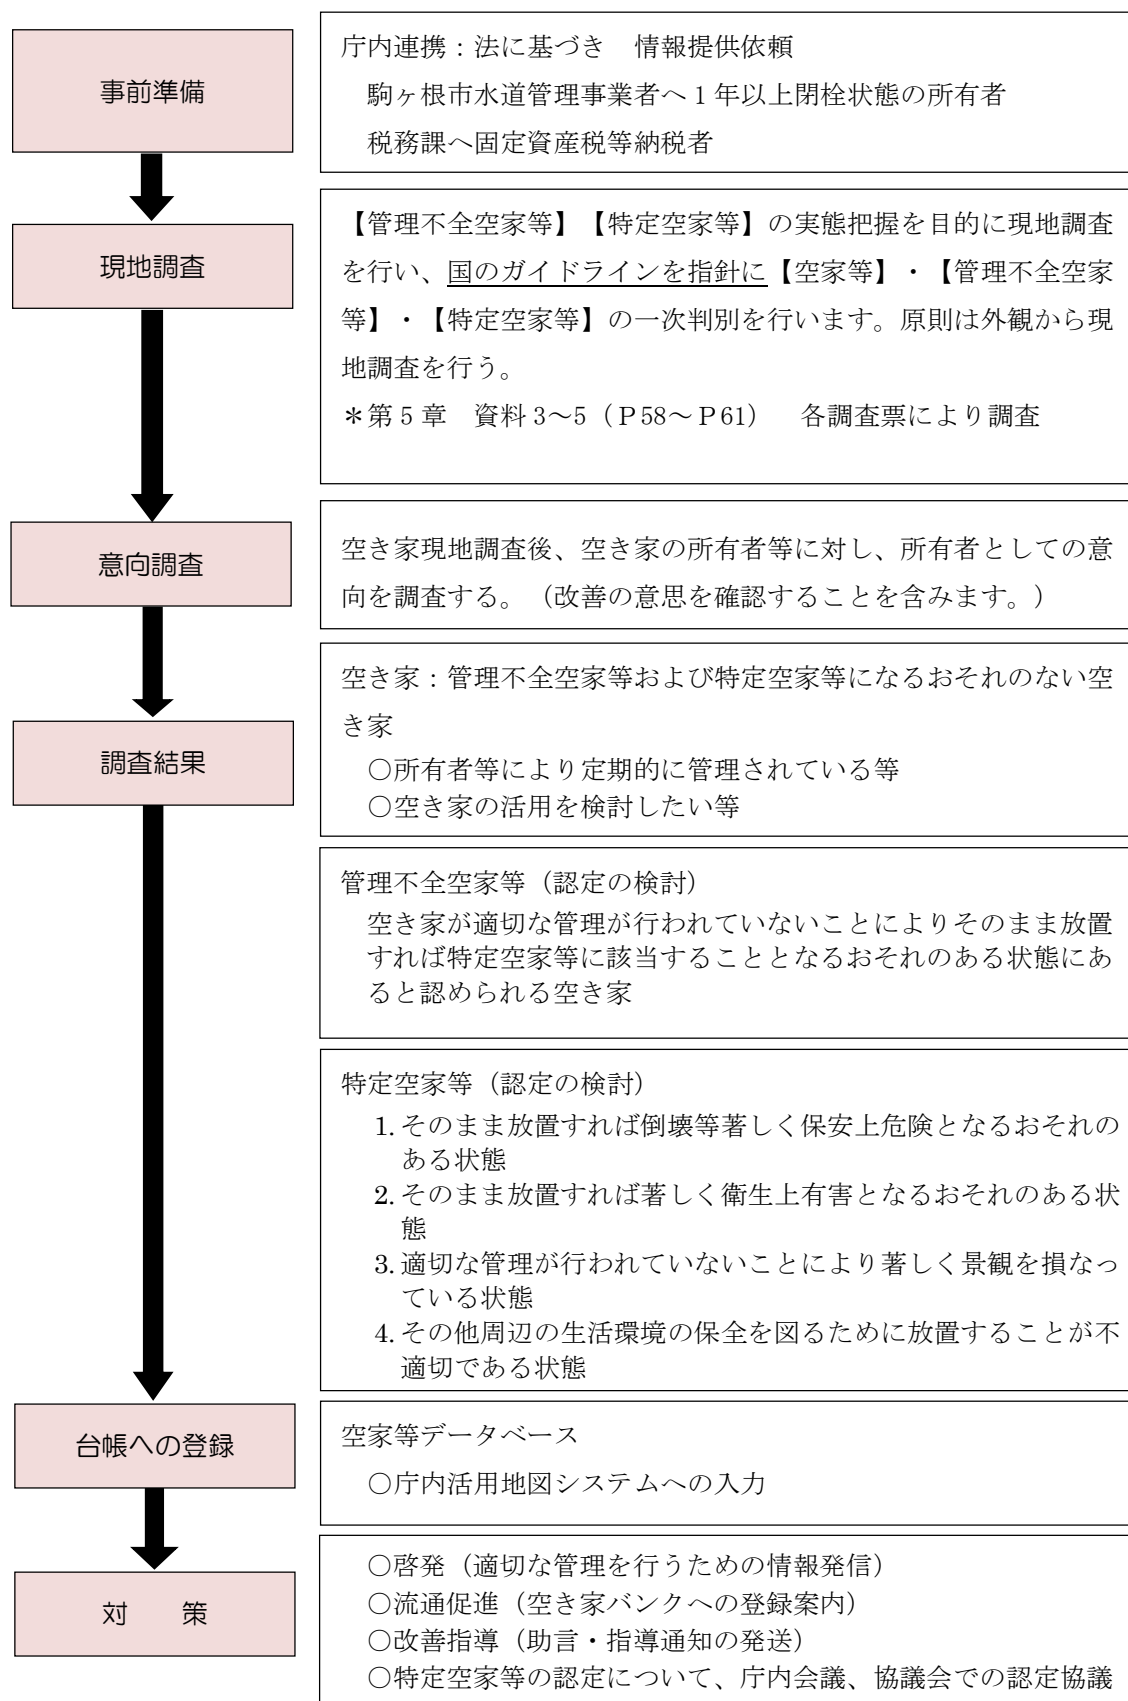 事前準備
庁内連携：法に基づき　情報提供依頼
駒ヶ根市水道管理事業者へ１年以上閉栓状態の所有者
税務課へ固定資産税等納税者
現地調査
【管理不全空家等】【特定空家等】の実態把握を目的に現地調査
を行い、国のガイドラインを指針に【空家等】・【管理不全空家
等】・【特定空家等】の一次判別を行います。原則は外観から現
地調査を行う。
＊第５章　資料３～５（Ｐ58～Ｐ61）　各調査票により調査
意向調査
空き家現地調査後、空き家の所有者等に対し、所有者としての意
向を調査する。（改善の意思を確認することを含みます。）
調査結果
空き家：管理不全空家等および特定空家等になるおそれのない空
き家
○所有者等により定期的に管理されている等
○空き家の活用を検討したい等
管理不全空家等（認定の検討）
空き家が適切な管理が行われていないことによりそのまま放置
すれば特定空家等に該当することとなるおそれのある状態にあ
ると認められる空き家
特定空家等（認定の検討）
1. そのまま放置すれば倒壊等著しく保安上危険となるおそれの
ある状態
2. そのまま放置すれば著しく衛生上有害となるおそれのある状
態
3. 適切な管理が行われていないことにより著しく景観を損なっ
ている状態
4. その他周辺の生活環境の保全を図るために放置することが不
適切である状態
台帳への登録
空家等データベース
○庁内活用地図システムへの入力
対　策
○啓発（適切な管理を行うための情報発信）
○流通促進（空き家バンクへの登録案内）
○改善指導（助言・指導通知の発送）
○特定空家等の認定について、庁内会議、協議会での認定協議